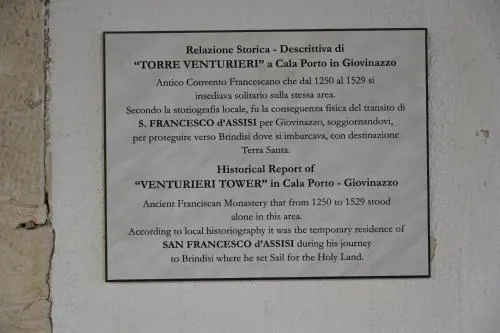 Relazione Storica - Descrittiva di
“TORRE VENTURIERI” a Cala Porto in Giovinazzo
Antico Convento Francescano che dal 1250 al 1529 si
insediava solitario sulla stessa area.
Secondo la storiografia locale, fu la conseguenza fisica del transito di
S. FRANCESCO d’ASSISI per Giovinazzo, soggiornandovi,
per proseguire verso Brindisi dove si imbarcava, con destinazione
Terra Santa.
Historical Report of
“VENTURIERI TOWER” in Cala Porto - Giovinazzo
Ancient Franciscan Monastery that from 1250 to 1529 stood
alone in this area.
According to local historiography it was the temporary residence of
SAN FRANCESCO d’ASSISI during his journey
to Brindisi where he set Sail for the Holy Land.